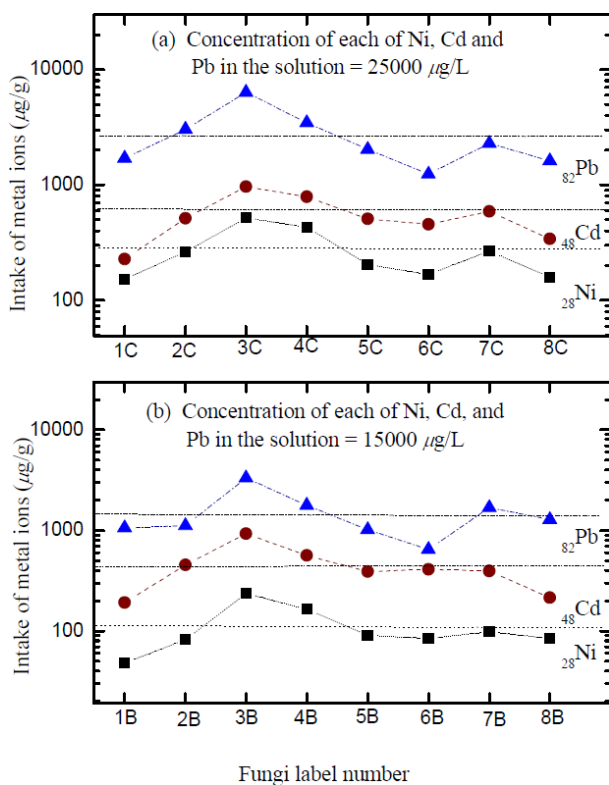 (a) Concentration of each of Ni, Cd and
Pb in the solution = 25000 μg/L
Intake of metal ions (μg/g)
10000
1000
100
82Pb
48Cd
28Ni
1C 2C 3C 4C 5C 6C 7C 8C
(b) Concentration of each of Ni, Cd, and
Pb in the solution = 15000 μg/L
Intake of metal ions (μg/g)
10000
1000
100
82Pb
48Cd
28Ni
1B 2B 3B 4B 5B 6B 7B 8B
Fungi label number